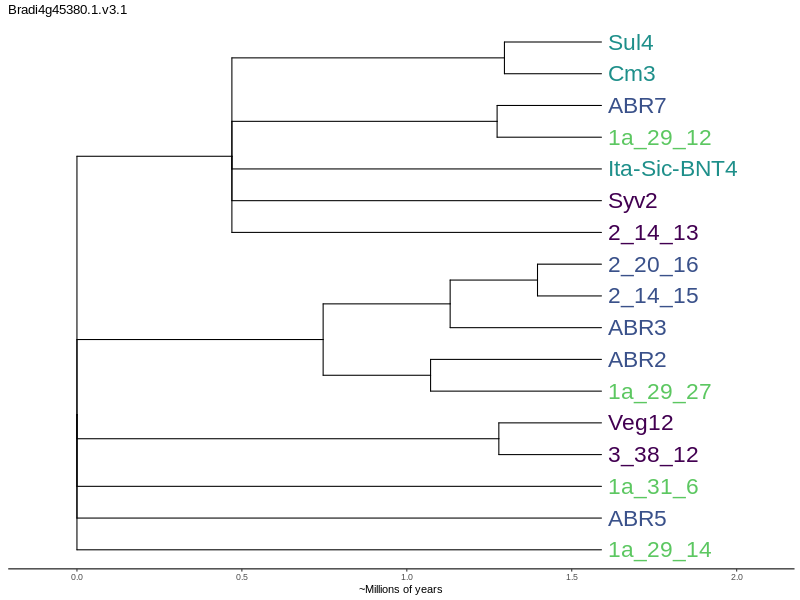 Bradi4g45380.1.v3.1
Sul4
Cm3
ABR7
1a_29_12
Ita-Sic-BNT4
Syv2
2_14_13
2_20_16
2_14_15
ABR3
ABR2
1a_29_27
Veg12
3_38_12
1a_31_6
ABR5
1a_29_14
0.0 0.5 1.0 1.5 2.0
~Millions of years